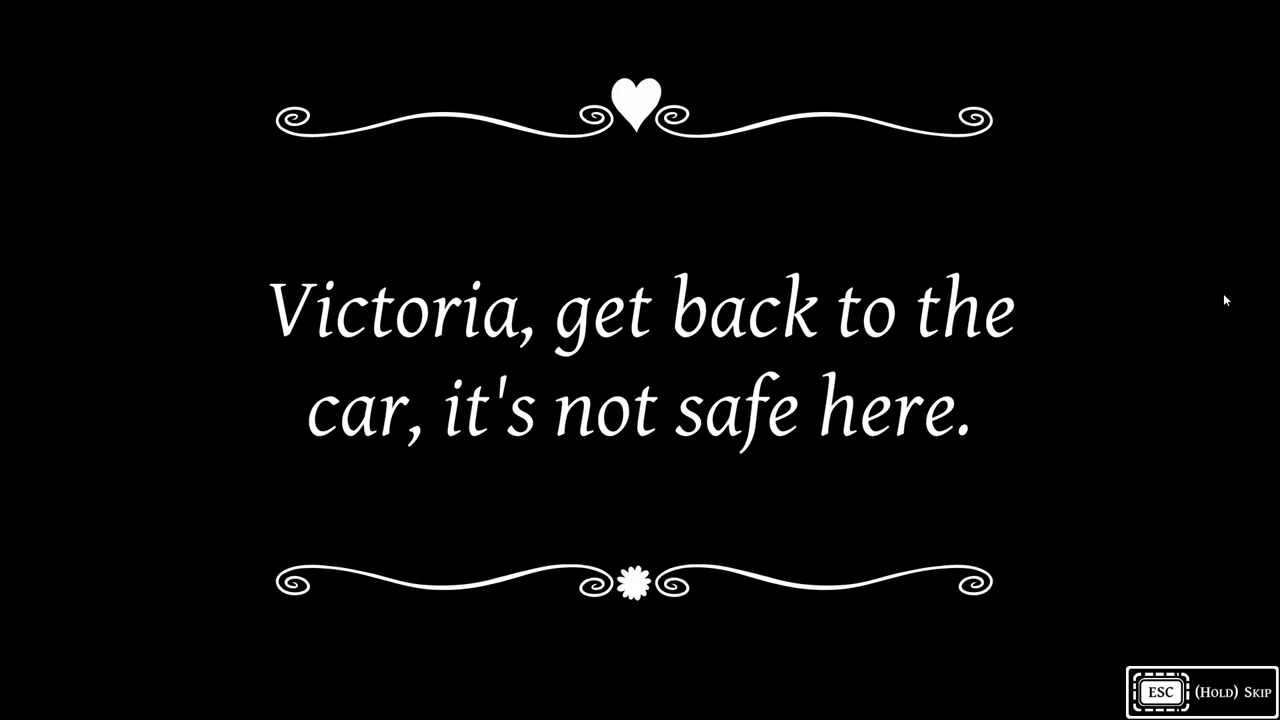 Victoria, get back to the
car, it's not safe here.
ESC (HOLD) SKIP